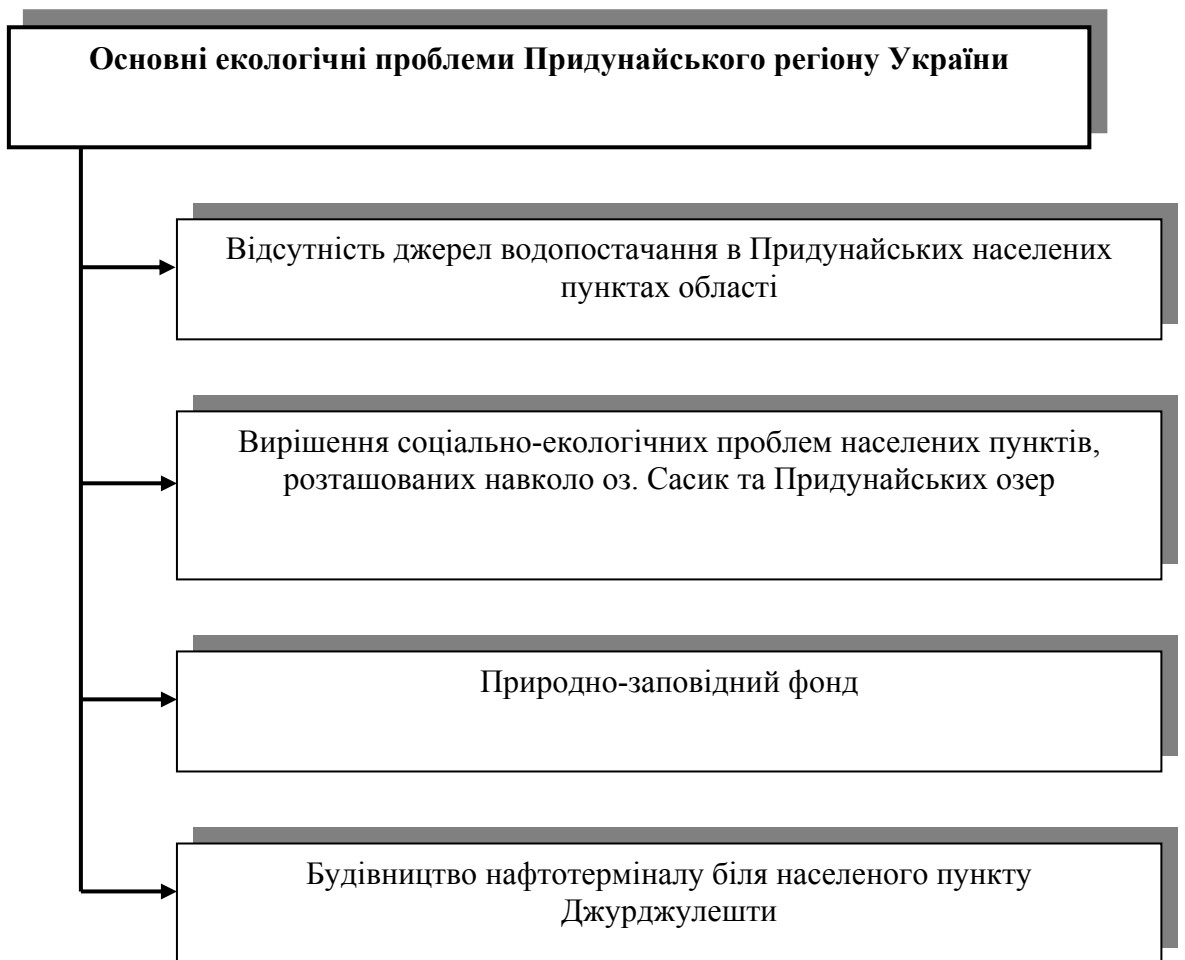 Основні екологічні проблеми Придунайського регіону України
Відсутність джерел водопостачання в Придунайських населених
пунктах області
Вирішення соціально-екологічних проблем населених пунктів,
розташованих навколо оз. Сасик та Придунайських озер
Природно-заповідний фонд
Будівництво нафтотерміналу біля населеного пункту
Джурджулешти